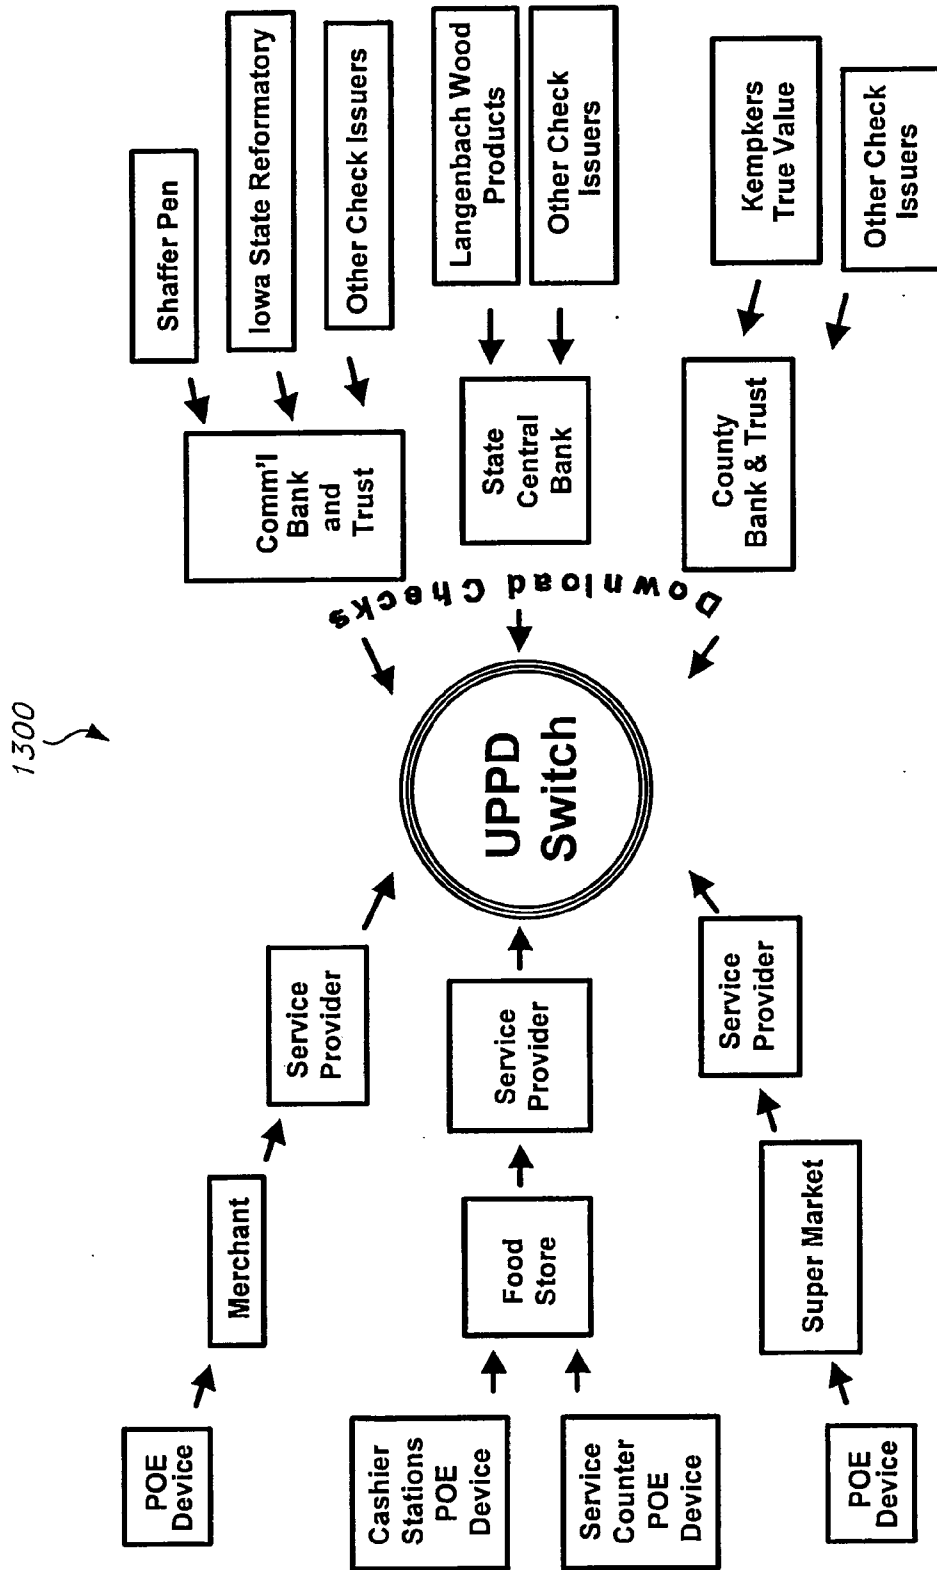 1300
POE
Device
Merchant
Service
Provider
Cashier
Stations
POE
Device
Service
Counter
POE
Device
Food
Store
Service
Provider
POE
Device
Super Market
Service
Provider
UPPD
Switch
Download Checks
Comm'l
Bank
and
Trust
Shaffer Pen
Iowa State Reformatory
Other Check Issuers
State
Central
Bank
Langenbach Wood
Products
Other Check
Issuers
County
Bank & Trust
Kempkers
True Value
Other Check
Issuers